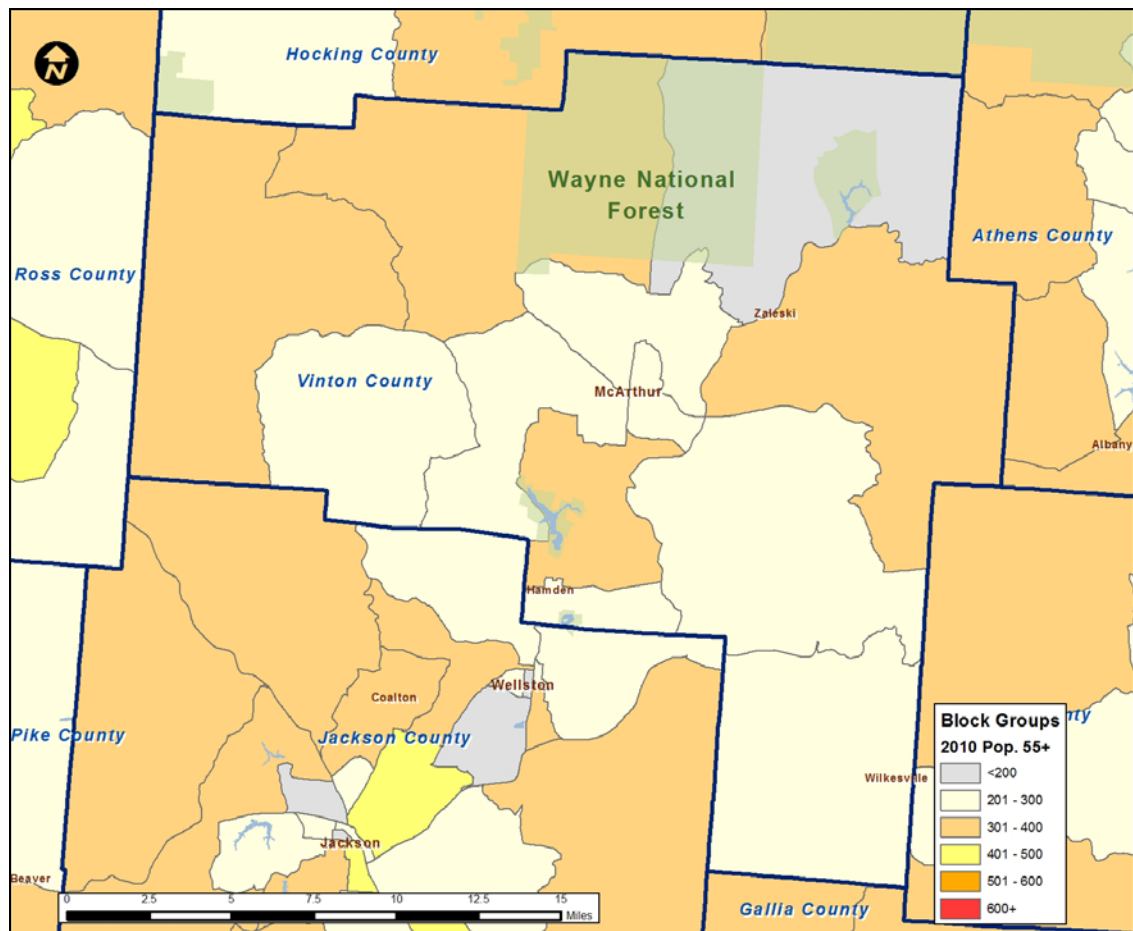 N
Hocking County
Wayne National
Forest
Athens County
Ross County
Zaleski
Vinton County
McArthur
Albany
Hamden
Wellston
Coalton
Pike County
Jackson County
Wilkesville
Jackson
Beaver
Gallia County
0 2.5 5 7.5 10 12.5 15
Miles
Block Groups
2010 Pop. 55+
<200
201 - 300
301 - 400
401 - 500
501 - 600
600+